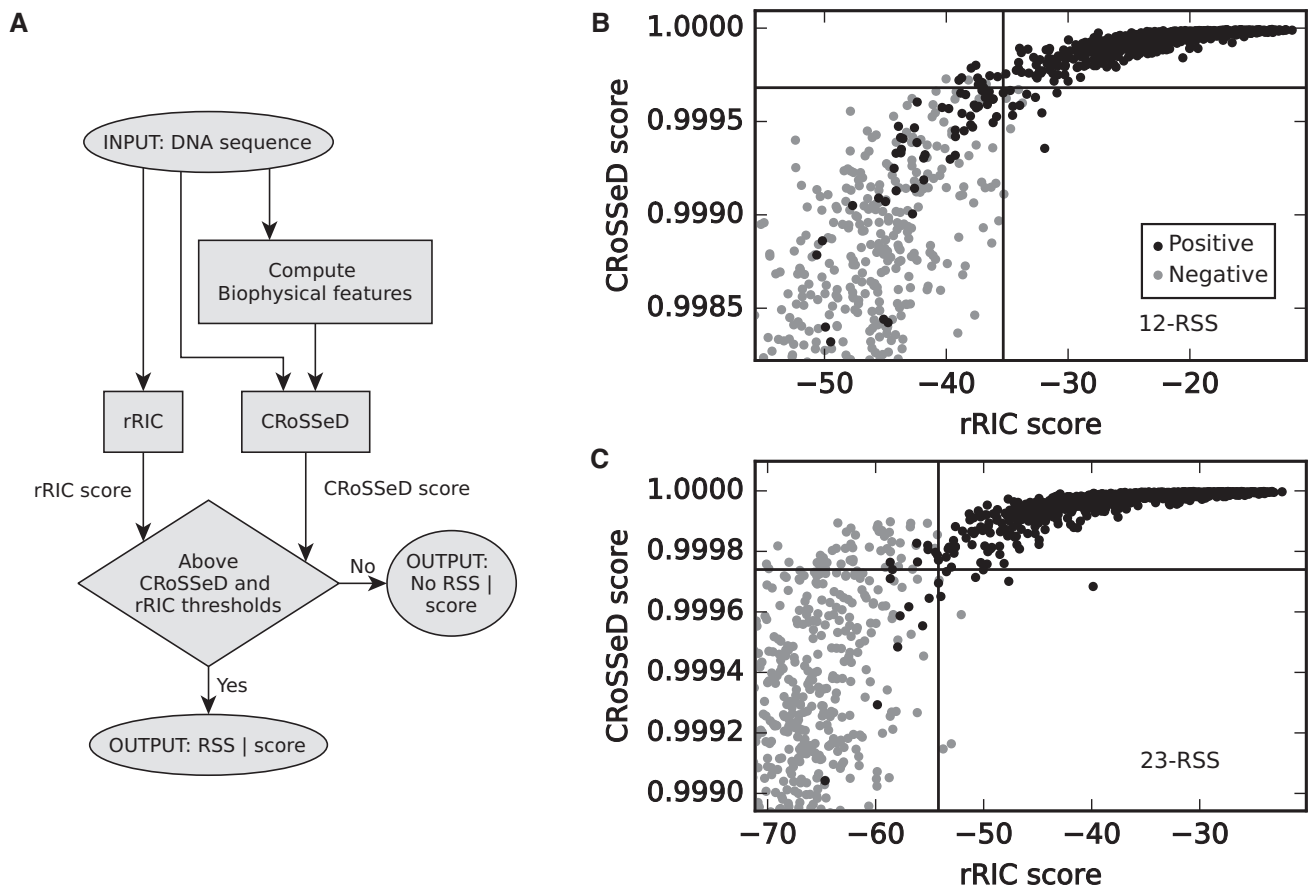 A
INPUT: DNA sequence
Compute
Biophysical features
rRIC
CRoSSeD
rRIC score
CRoSSeD score
Above
CRoSSeD and
rRIC thresholds
No
OUTPUT:
No RSS |
score
Yes
OUTPUT: RSS | score
B
1.0000
0.9995
0.9990
0.9985
CRoSSeD score
Positive
Negative
12-RSS
−50
−40
−30
−20
rRIC score
C
1.0000
0.9998
0.9996
0.9994
0.9992
0.9990
CRoSSeD score
23-RSS
−70
−60
−50
−40
−30
rRIC score